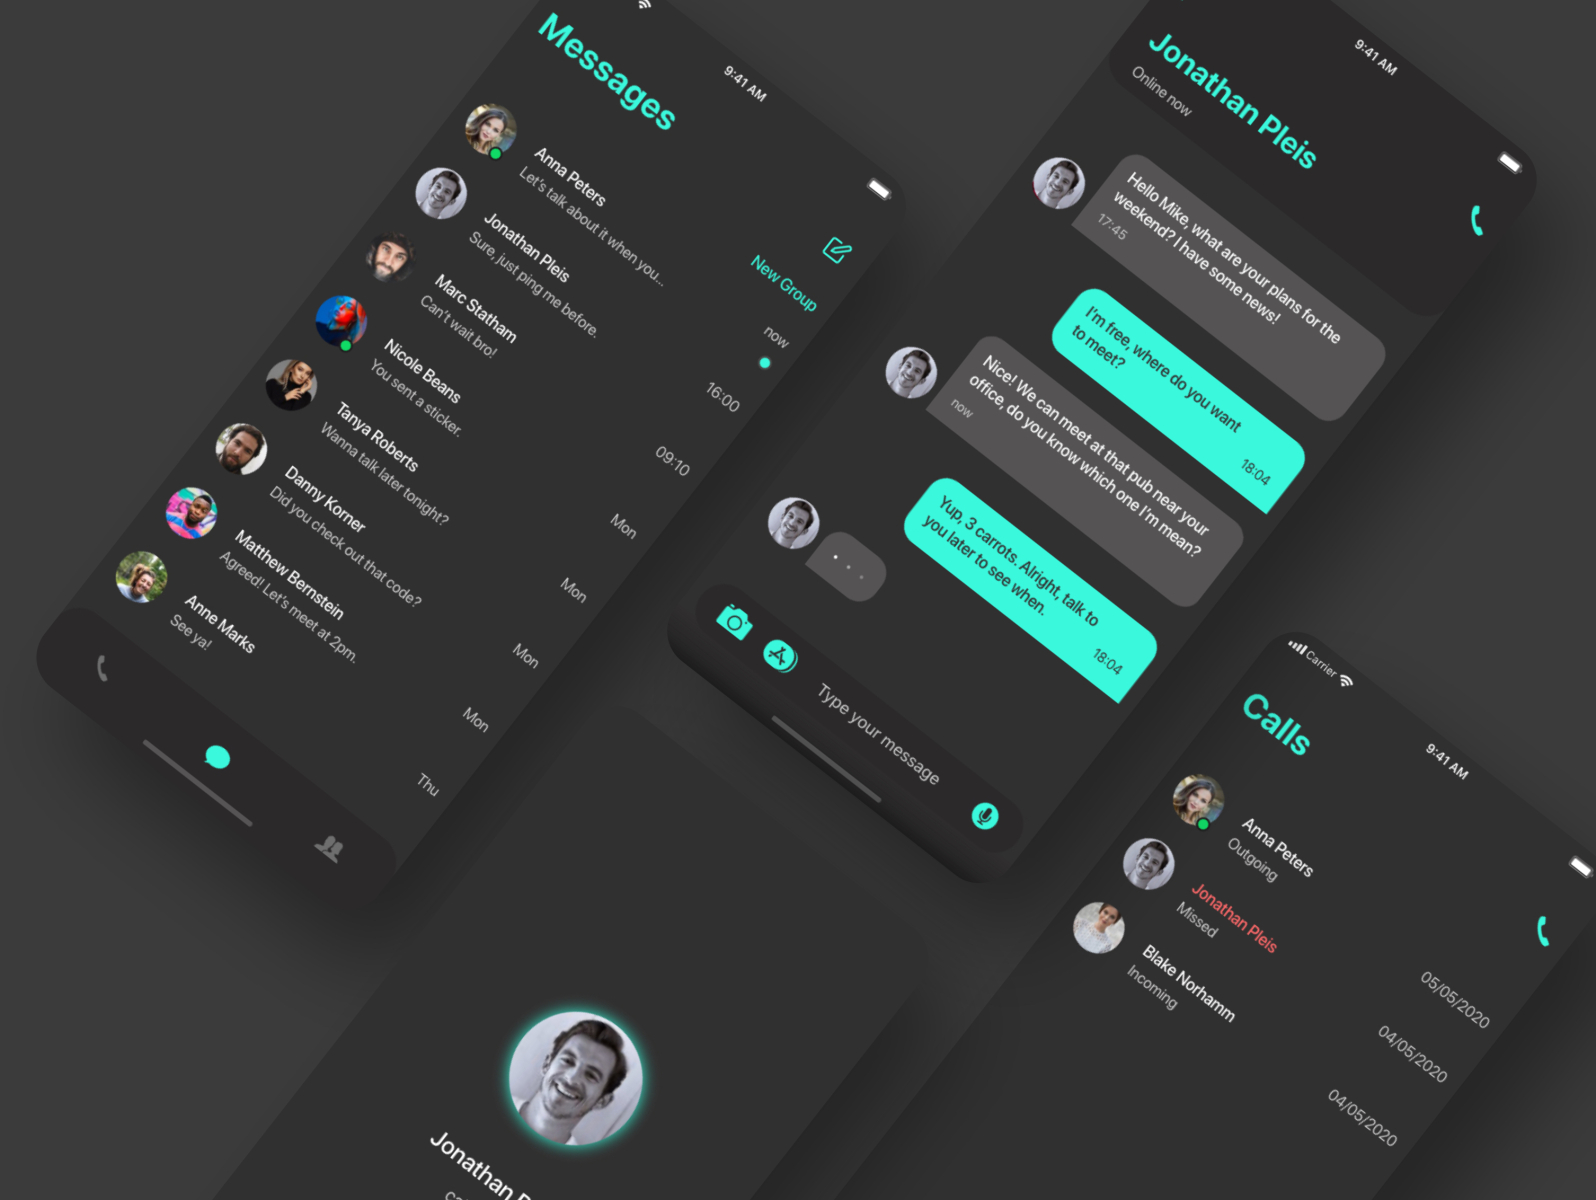 9:41 AM
Messages
New Group
Anna Peters
Let's talk about it when you...
now
Jonathan Pleis
Sure, just ping me before.
16:00
Marc Statham
Can't wait bro!
09:10
Nicole Beans
You sent a sticker.
Mon
Tanya Roberts
Wanna talk later tonight?
Mon
Danny Korner
Did you check out that code?
Mon
Matthew Bernstein
Agreed! Let's meet at 2pm.
Mon
Anne Marks
See ya!
Thu
9:41 AM
Jonathan Pleis
Online now
Hello Mike, what are your plans for the
weekend? I have some news!
17:45
I'm free, where do you want
to meet?
18:04
Nice! We can meet at that pub near your
office, do you know which one I'm mean?
now
Yup, 3 carrots. Alright, talk to
you later to see when.
18:04
Type your message
Jonathan
Carrier
9:41 AM
Calls
Anna Peters
Outgoing
05/05/2020
Jonathan Pleis
Missed
04/05/2020
Blake Norhamm
Incoming
04/05/2020